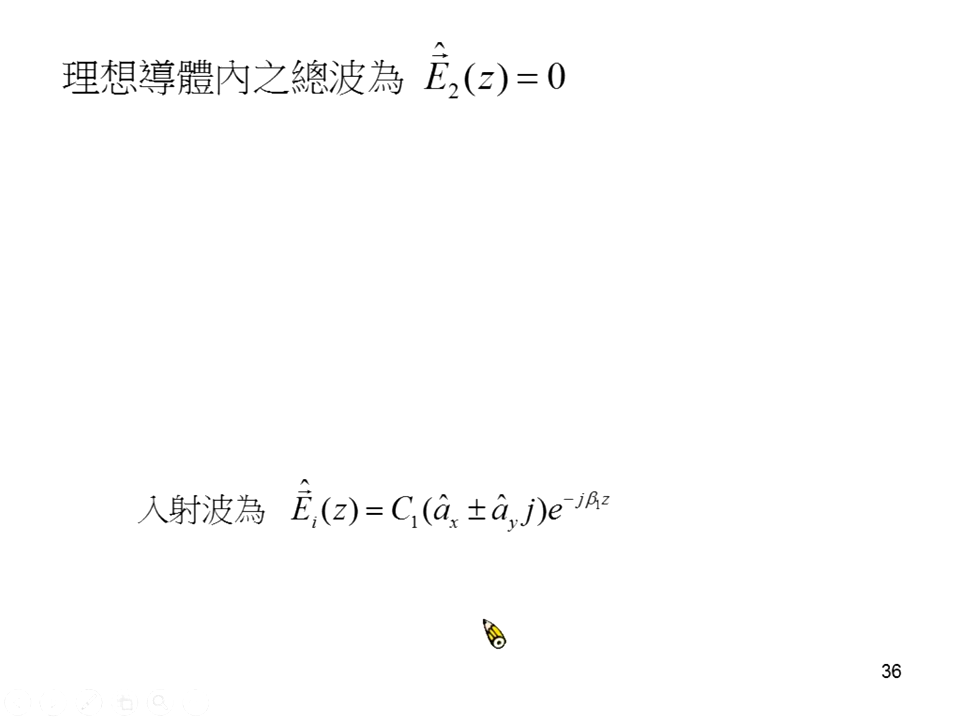 理想導體內之總波為 $\hat{\vec{E}}_2(z) = 0$
入射波為 $\hat{\vec{E}}_i(z) = C_1(\hat{a}_x \pm \hat{a}_y j)e^{-j\beta_1 z}$
36